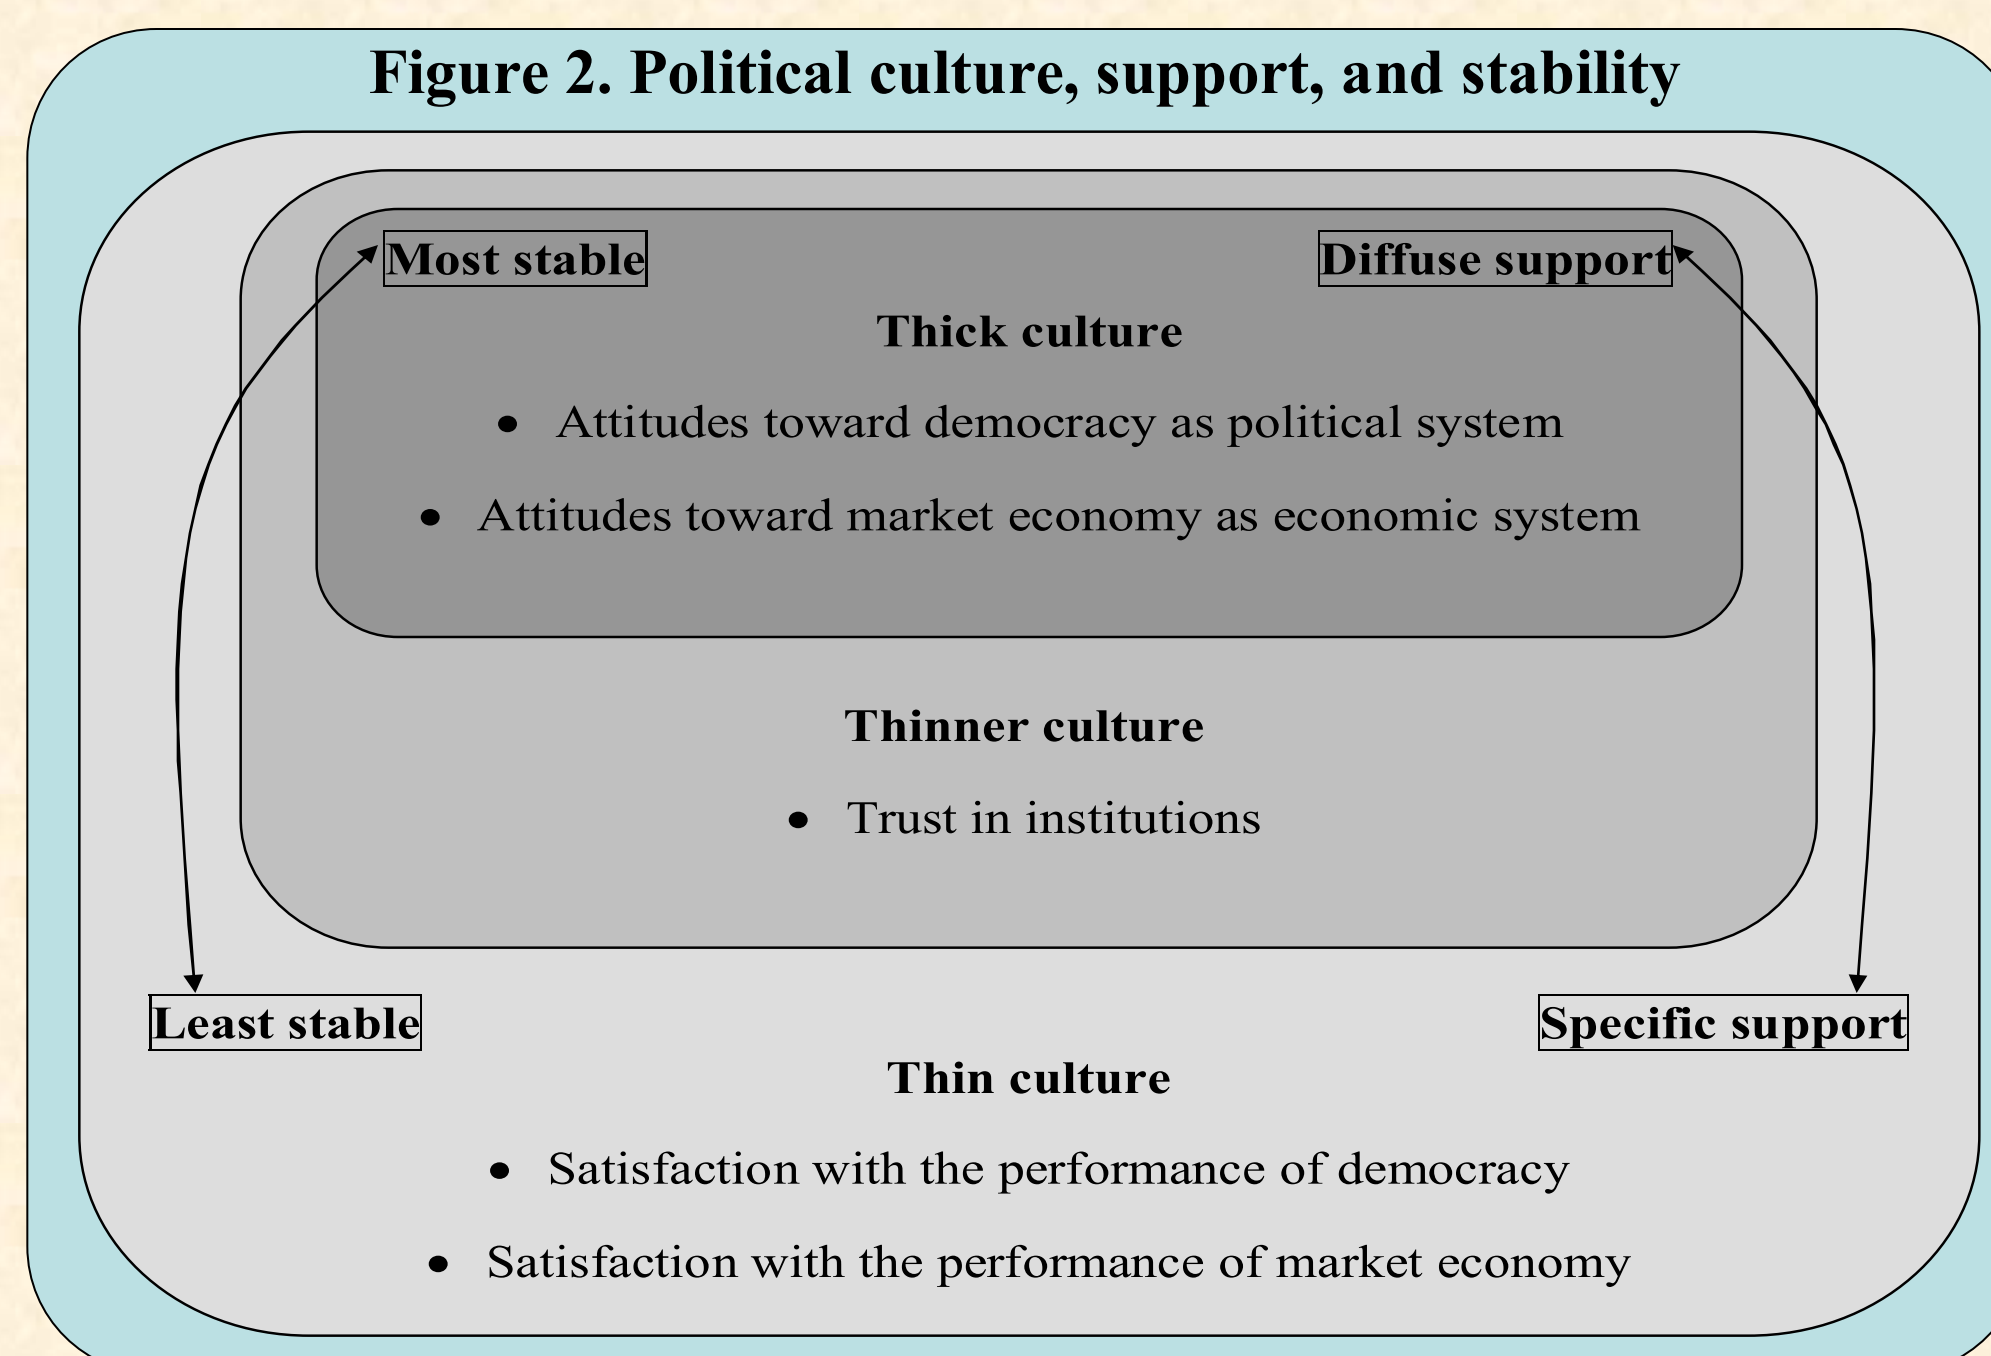 Figure 2. Political culture, support, and stability
Most stable
Diffuse support
Thick culture
• Attitudes toward democracy as political system
• Attitudes toward market economy as economic system
Thinner culture
• Trust in institutions
Least stable
Specific support
Thin culture
• Satisfaction with the performance of democracy
• Satisfaction with the performance of market economy